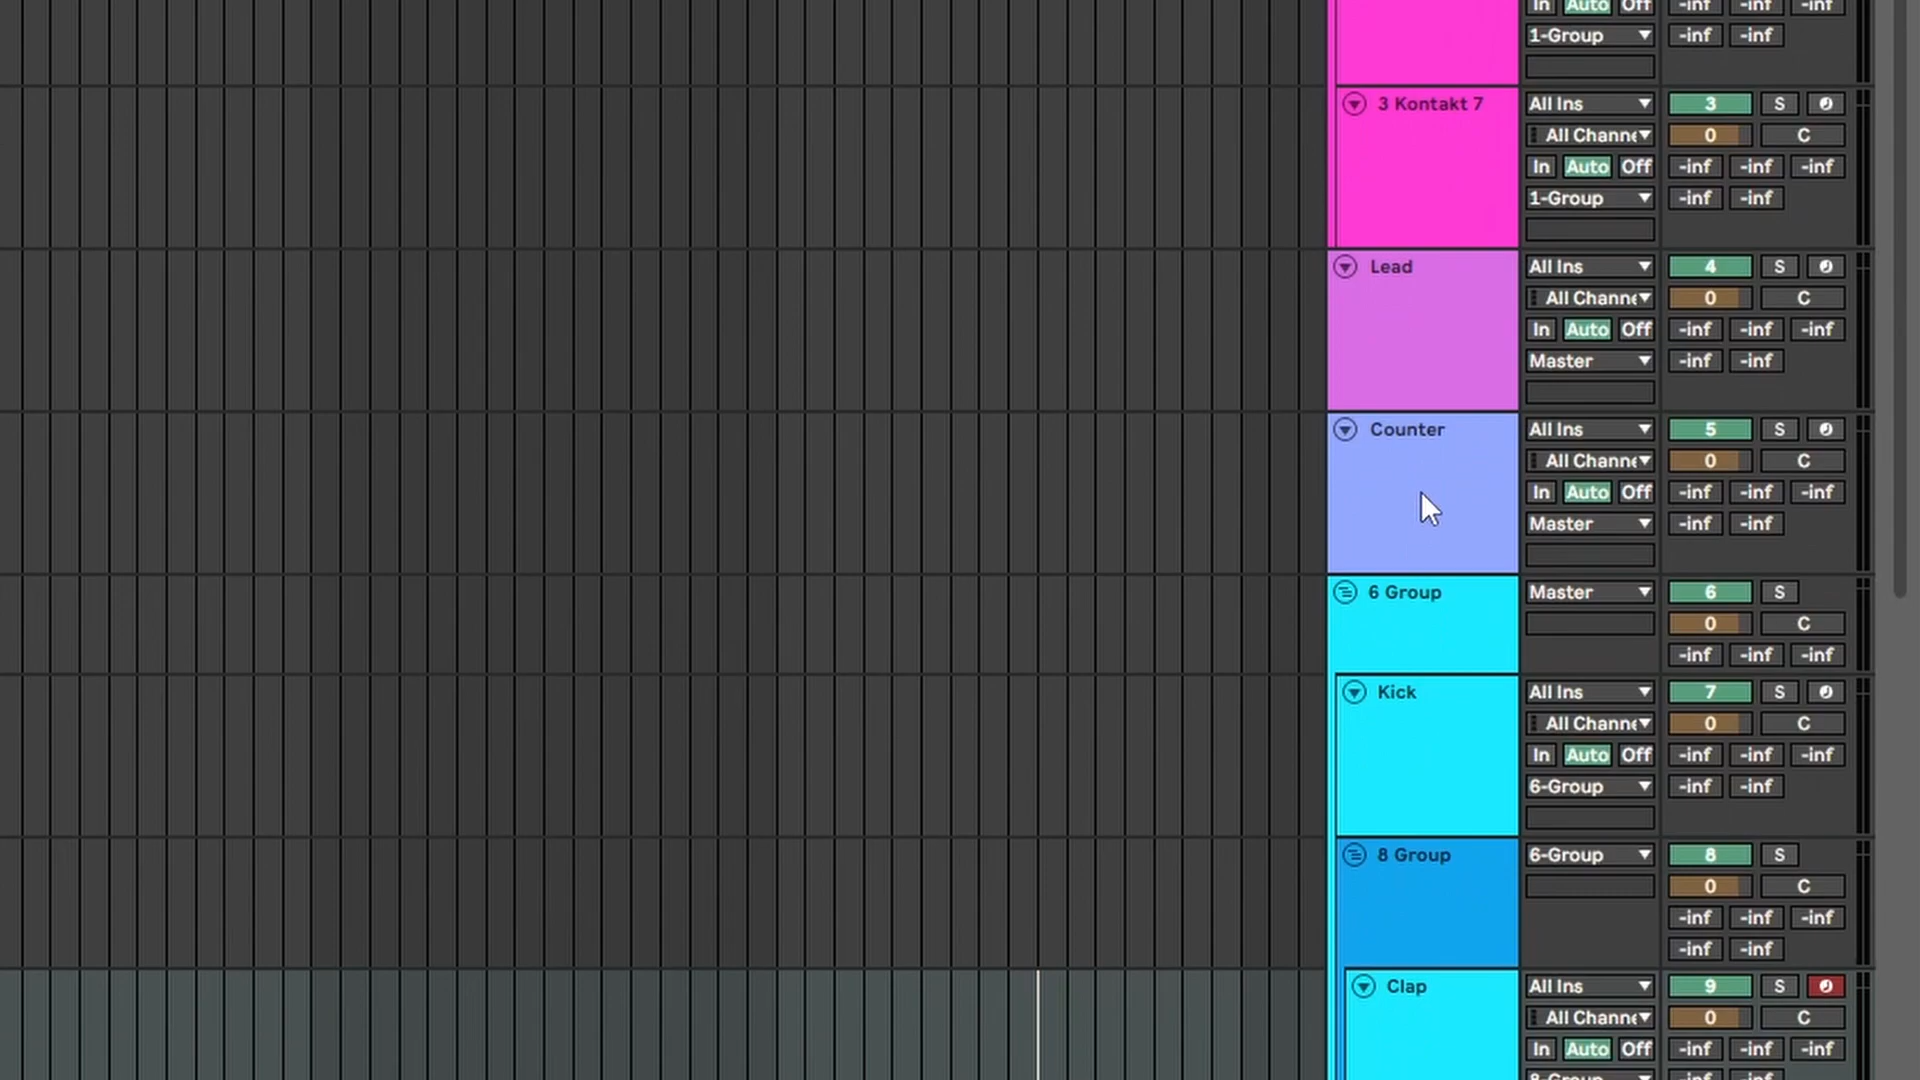 In Auto Off -inf -inf -inf
1-Group -inf -inf
3 Kontakt 7 All Ins 3 S
All Channe 0 C
In Auto Off -inf -inf -inf
1-Group -inf -inf
Lead All Ins 4 S
All Channe 0 C
In Auto Off -inf -inf -inf
Master -inf -inf
Counter All Ins 5 S
All Channe 0 C
In Auto Off -inf -inf -inf
Master -inf -inf
6 Group Master 6 S
0 C
-inf -inf -inf
Kick All Ins 7 S
All Channe 0 C
In Auto Off -inf -inf -inf
6-Group -inf -inf
8 Group 6-Group 8 S
0 C
-inf -inf -inf
-inf -inf
Clap All Ins 9 S
All Channe 0 C
In Auto Off -inf -inf -inf
8-Group -inf -inf